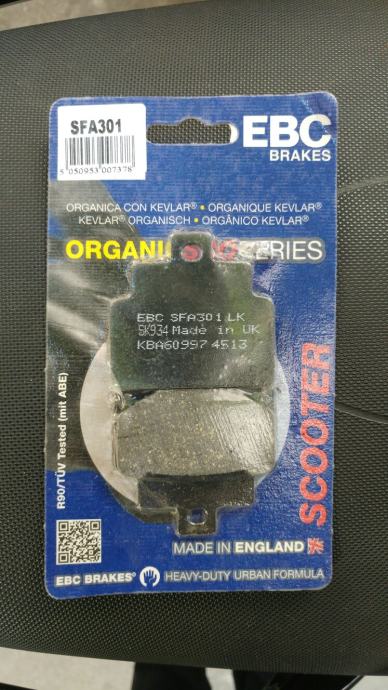 SFA301
5 050953 007378
EBC
BRAKES
ORGANICA CON KEVLAR® • ORGANIQUE KEVLAR®
KEVLAR® ORGANISCH • ORGÂNICO KEVLAR®
ORGANI SERIES
EBC SFA301 LK
Made in UK
KBA60997 4513
SCOOTER
R90/TÜV Tested (mit ABE)
MADE IN ENGLAND
EBC BRAKES® HEAVY-DUTY URBAN FORMULA